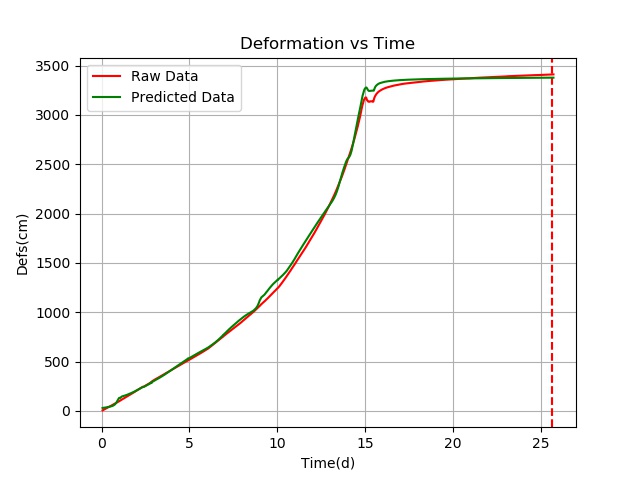 Deformation vs Time
Raw Data
Predicted Data
3500
3000
2500
2000
1500
1000
500
0
Defs(cm)
0 5 10 15 20 25
Time(d)